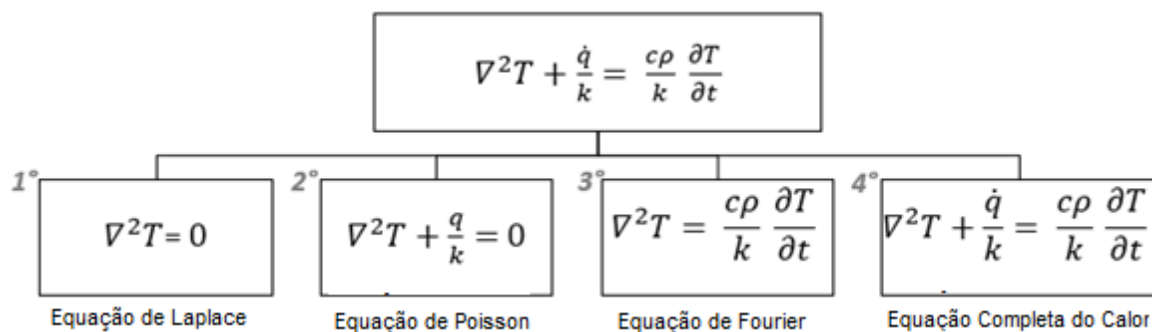 ∇²T + q̇/k = cρ/k ∂T/∂t
1°
2°
3°
4°
∇²T = 0
∇²T + q/k = 0
∇²T = cρ/k ∂T/∂t
∇²T + q̇/k = cρ/k ∂T/∂t
Equação de Laplace
Equação de Poisson
Equação de Fourier
Equação Completa do Calor